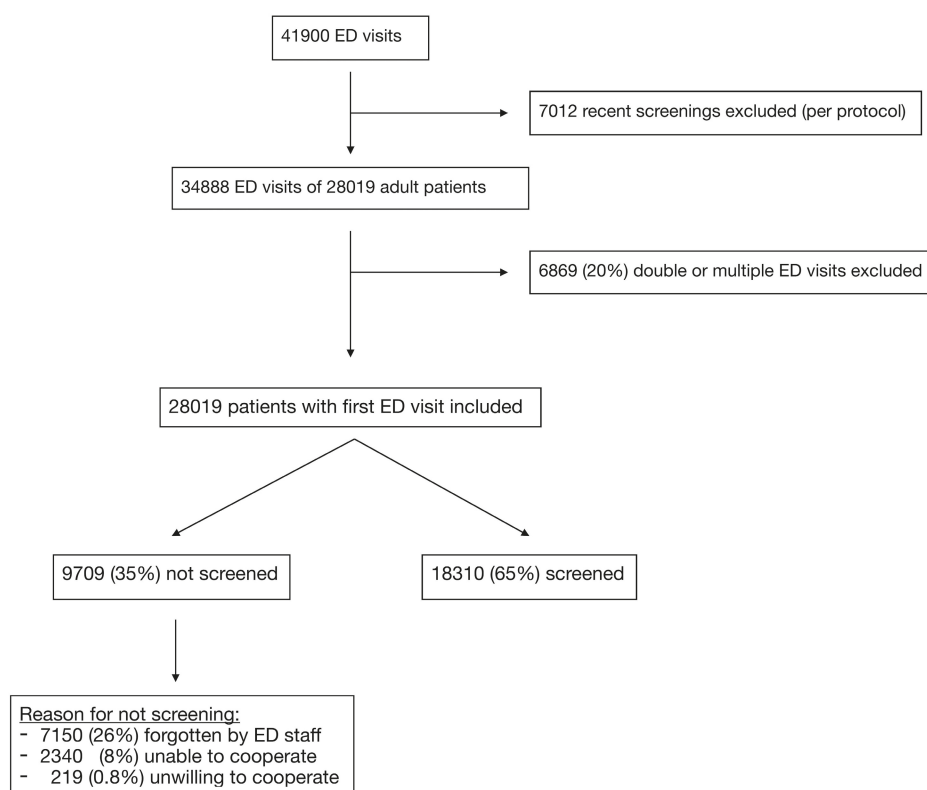 41900 ED visits
7012 recent screenings excluded (per protocol)
34888 ED visits of 28019 adult patients
6869 (20%) double or multiple ED visits excluded
28019 patients with first ED visit included
9709 (35%) not screened
18310 (65%) screened
Reason for not screening:
- 7150 (26%) forgotten by ED staff
- 2340 (8%) unable to cooperate
- 219 (0.8%) unwilling to cooperate